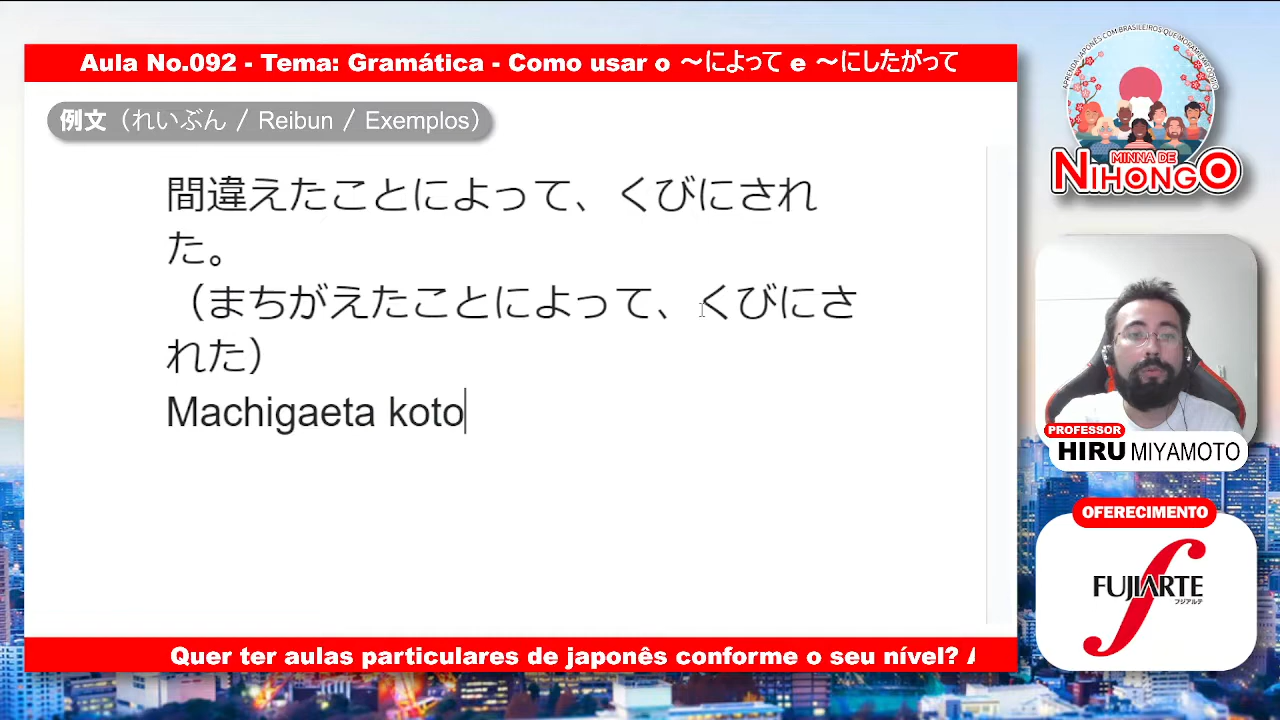 Aula No.092 - Tema: Gramática - Como usar o ～によって e ～にしたがって
例文（れいぶん / Reibun / Exemplos）
間違えたことによって、くびにされ
た。
（まちがえたことによって、くびにさ
れた）
Machigaeta koto
Quer ter aulas particulares de japonês conforme o seu nível?
MINNA DE
NIHONGO
PROFESSOR
HIRU MIYAMOTO
OFERECIMENTO
FUJIARTE
フジアルテ